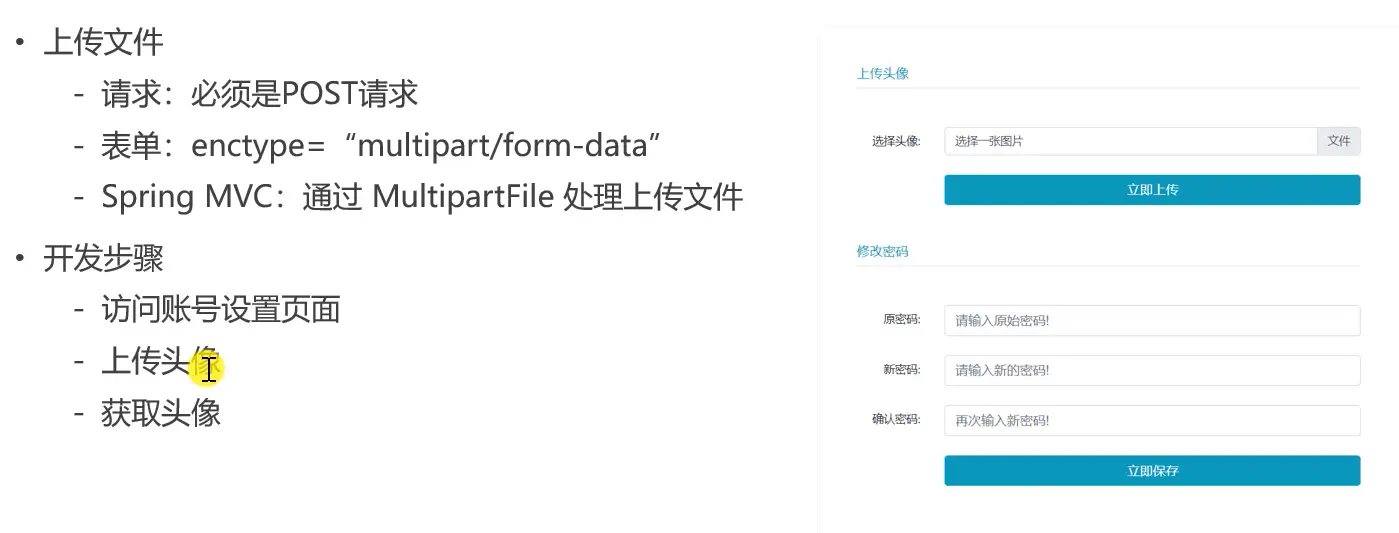 • 上传文件
- 请求：必须是POST请求
- 表单：enctype=“multipart/form-data”
- Spring MVC：通过 MultipartFile 处理上传文件
• 开发步骤
- 访问账号设置页面
- 上传头像
- 获取头像
上传头像
选择头像: 选择一张图片 文件
立即上传
修改密码
原密码: 请输入原始密码!
新密码: 请输入新的密码!
确认密码: 再次输入新密码!
立即保存